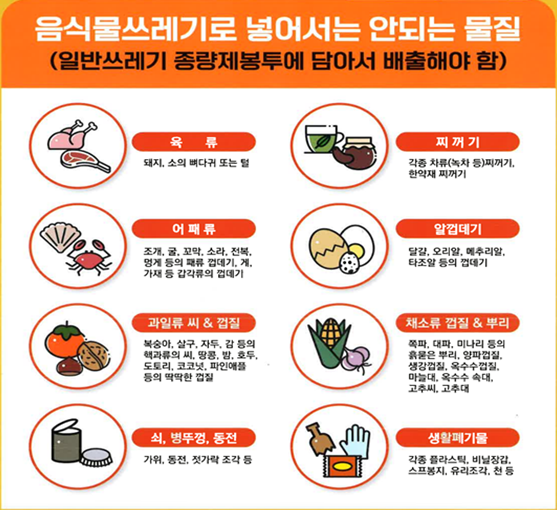 음식물쓰레기로 넣어서는 안되는 물질
(일반쓰레기 종량제봉투에 담아서 배출해야 함)
육 류
돼지, 소의 뼈다귀 또는 털
찌 꺼 기
각종 차류(녹차 등)찌꺼기,
한약재 찌꺼기
어 패 류
조개, 굴, 꼬막, 소라, 전복,
멍게 등의 패류 껍데기, 게,
가재 등 갑각류의 껍데기
알껍데기
달걀, 오리알, 메추리알,
타조알 등의 껍데기
과일류 씨 & 껍질
복숭아, 살구, 자두, 감 등의
핵과류의 씨, 땅콩, 밤, 호두,
도토리, 코코넛, 파인애플
등의 딱딱한 껍질
채소류 껍질 & 뿌리
쪽파, 대파, 미나리 등의
흙묻은 뿌리, 양파껍질,
생강껍질, 옥수수껍질,
마늘대, 옥수수 속대,
고추씨, 고추대
쇠, 병뚜껑, 동전
가위, 동전, 젓가락 조각 등
생활폐기물
각종 플라스틱, 비닐장갑,
스프봉지, 유리조각, 천 등